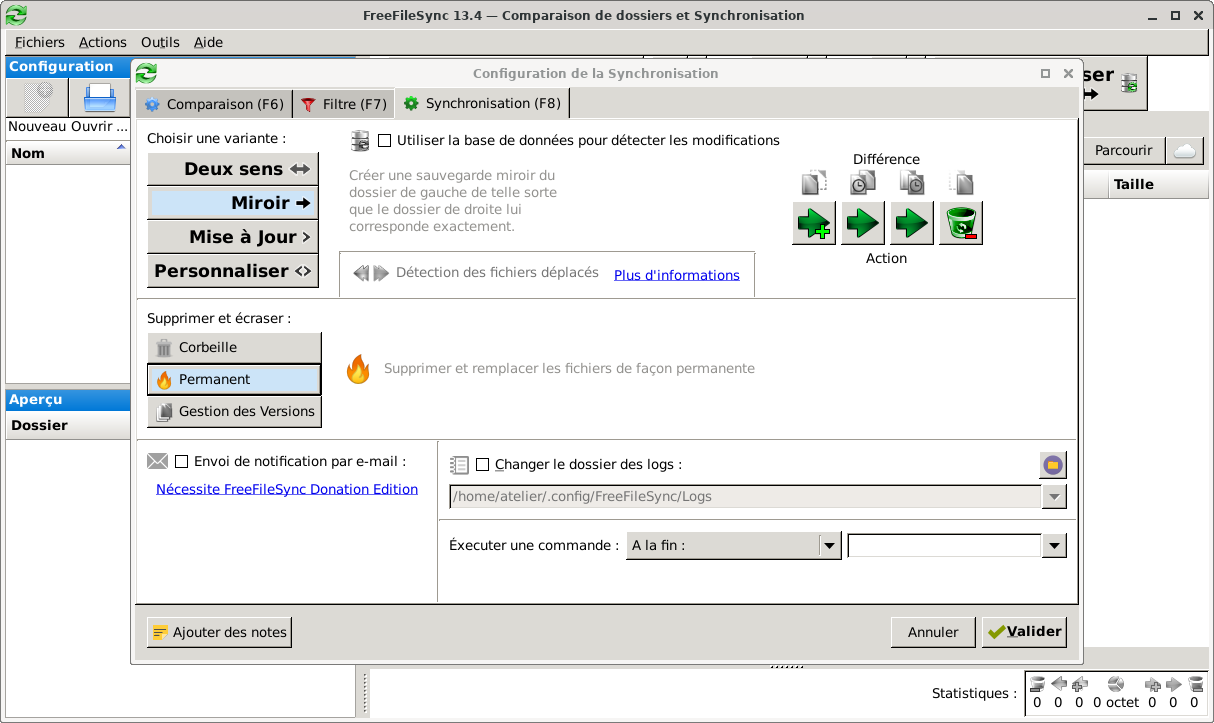 FreeFileSync 13.4 — Comparaison de dossiers et Synchronisation
Fichiers Actions Outils Aide
Configuration
Nouveau Ouvrir ...
Nom
Aperçu
Dossier
Configuration de la Synchronisation
Comparaison (F6) Filtre (F7) Synchronisation (F8)
Choisir une variante :
Deux sens
Miroir
Mise à Jour
Personnaliser
Utiliser la base de données pour détecter les modifications
Créer une sauvegarde miroir du
dossier de gauche de telle sorte
que le dossier de droite lui
corresponde exactement.
Détection des fichiers déplacés Plus d'informations
Différence
Action
Supprimer et écraser :
Corbeille
Permanent
Gestion des Versions
Supprimer et remplacer les fichiers de façon permanente
Envoi de notification par e-mail :
Nécessite FreeFileSync Donation Edition
Changer le dossier des logs :
/home/atelier/.config/FreeFileSync/Logs
Éxecuter une commande : A la fin :
Ajouter des notes
Annuler
Valider
ser
Parcourir
Taille
Statistiques :
0 0 0 0 octet 0 0 0